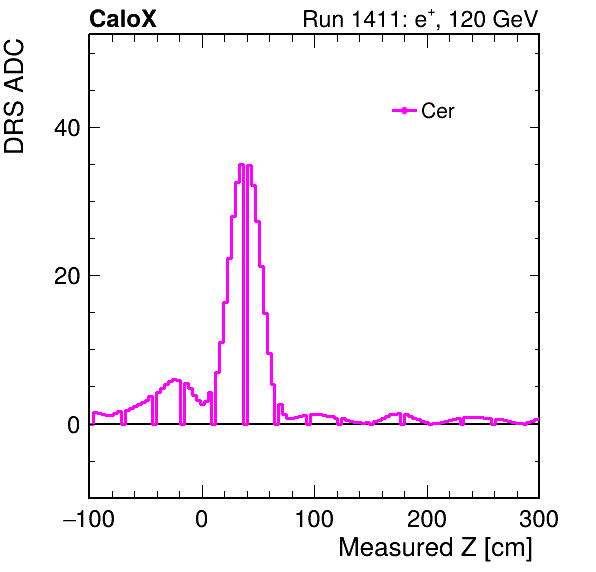 CaloX Run 1411: e⁺, 120 GeV
DRS ADC
Cer
40
20
0
−100 0 100 200 300
Measured Z [cm]